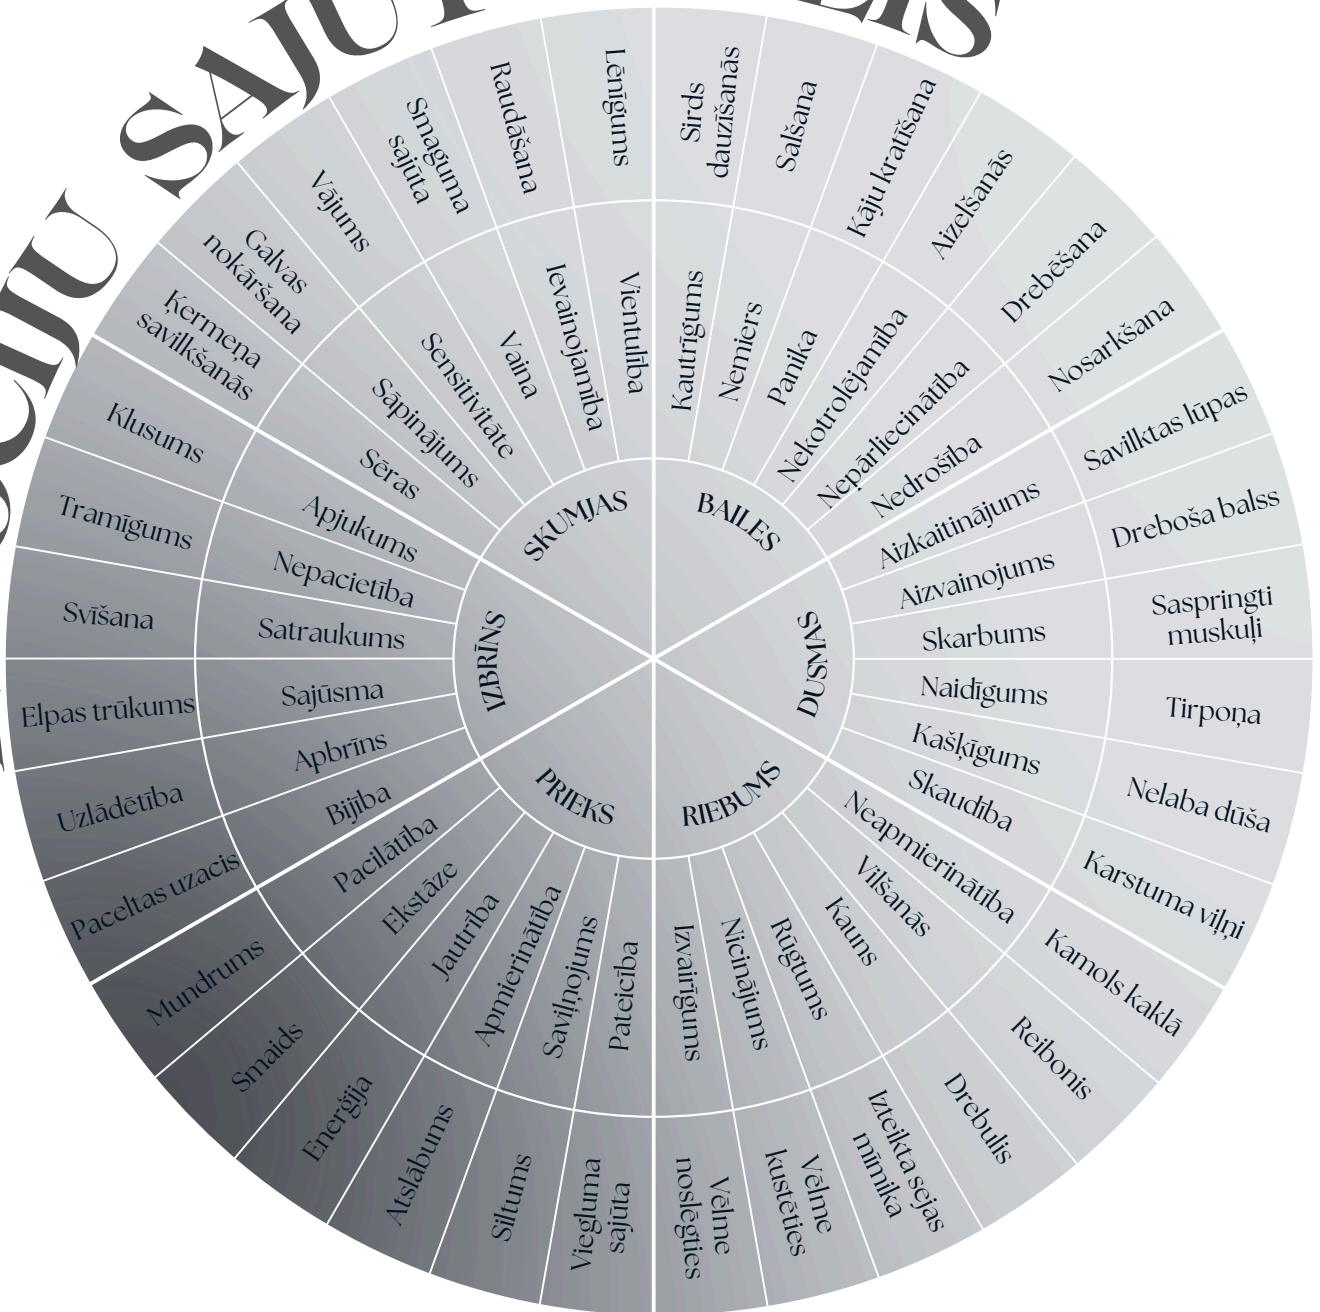 SAJŪ
BAILES
Kautrīgums
Nemiers
Panika
Nekotrolējamība
Nepārliecinātība
Nedrošība
Sirds
dauzīšanās
Salšana
Kāju kratīšana
Aizelšanās
Drebēšana
Nosarkšana
DUSMAS
Aizkaitinājums
Aizvainojums
Skarbums
Naidīgums
Kašķīgums
Skaudība
Savilktas lūpas
Dreboša balss
Saspringti
muskuļi
Tirpoņa
Nelaba dūša
Karstuma viļņi
RIEBUMS
Neapmierinātība
Vilšanās
Kauns
Rūgtums
Nicinājums
Izvairīgums
Kamols kaklā
Reibonis
Drebulis
Izteikta sejas
mīmika
Vēlme
kustēties
Vēlme
noslēgties
PRIEKS
Pateicība
Saviļņojums
Apmierinātība
Jautrība
Ekstāze
Pacilātība
Viegluma
sajūta
Siltums
Atslābums
Enerģija
Smaids
Mundrums
IZBRĪNS
Bijība
Apbrīns
Sajūsma
Satraukums
Nepacietība
Apjukums
Paceltas uzacis
Uzlādētība
Elpas trūkums
Svīšana
Tramīgums
Klusums
SKUMJAS
Sēras
Sāpinājums
Sensitivitāte
Vaina
Ievainojamība
Vientulība
Ķermeņa
savilkšanās
Galvas
nokāršana
Vājums
Smaguma
sajūta
Raudāšana
Lēnīgums